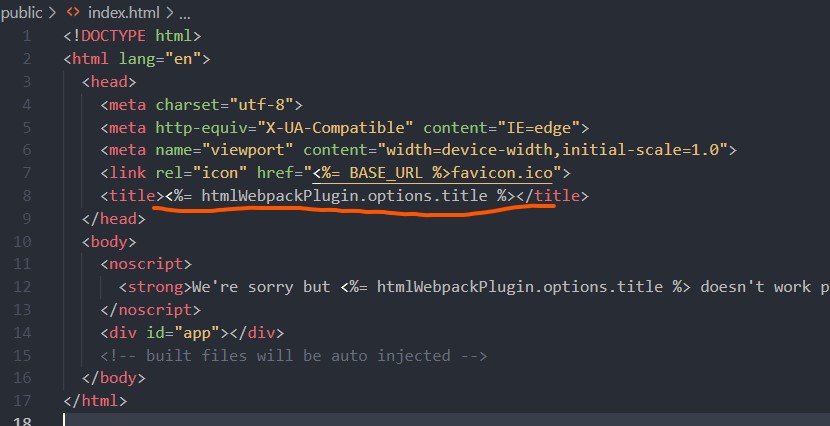 public > index.html > ...
1 <!DOCTYPE html>
2 <html lang="en">
3 <head>
4 <meta charset="utf-8">
5 <meta http-equiv="X-UA-Compatible" content="IE=edge">
6 <meta name="viewport" content="width=device-width,initial-scale=1.0">
7 <link rel="icon" href="<%= BASE_URL %>favicon.ico">
8 <title><%= htmlWebpackPlugin.options.title %></title>
9 </head>
10 <body>
11 <noscript>
12 <strong>We're sorry but <%= htmlWebpackPlugin.options.title %> doesn't work p
13 </noscript>
14 <div id="app"></div>
15 <!-- built files will be auto injected -->
16 </body>
17 </html>
18